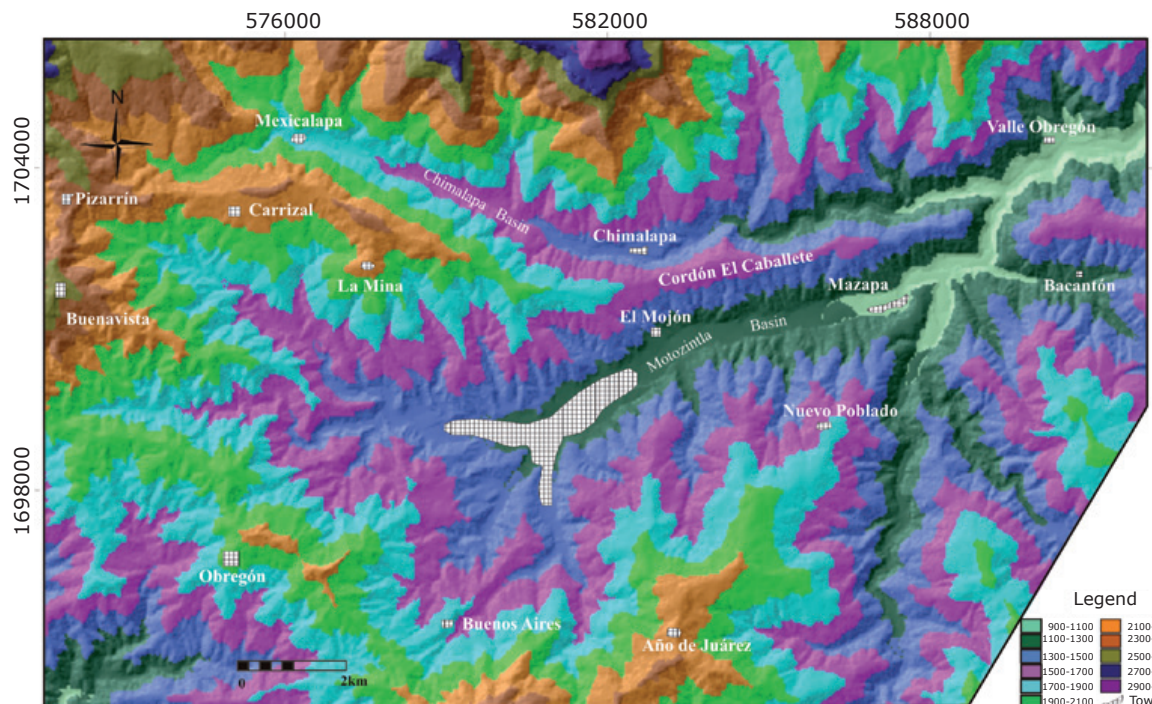 576000 582000 588000
1704000
1698000
N
Mexicalapa
Valle Obregón
Pizarrín
Carrizal
Chimalapa Basin
Chimalapa
Cordón El Caballete
La Mina
Mazapa
Bacantón
Buenavista
El Mojón
Motozintla Basin
Nuevo Poblado
Obregón
Buenos Aires
Año de Juárez
0 2km
Legend
900-1100 2100-
1100-1300 2300-
1300-1500 2500-
1500-1700 2700-
1700-1900 2900-
1900-2100 Tow